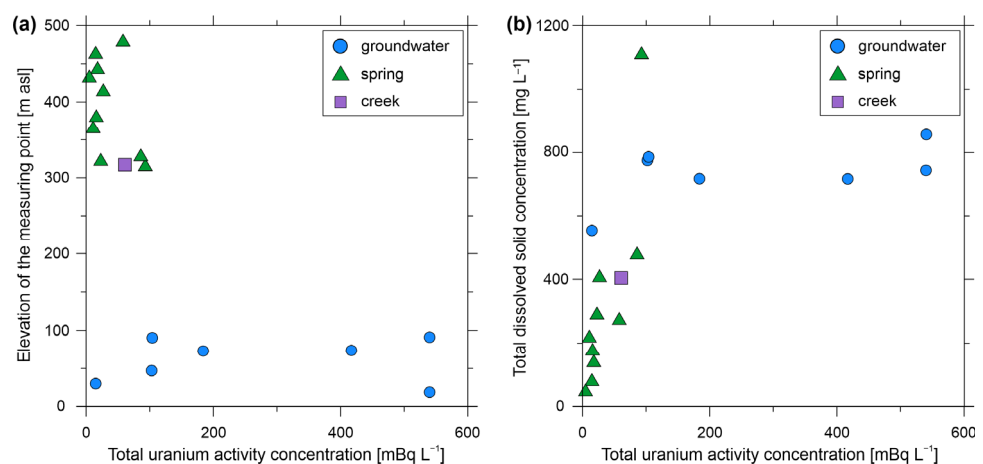 (a)
500
400
300
200
100
0
Elevation of the measuring point [m asl]
groundwater
spring
creek
0 200 400 600
Total uranium activity concentration [mBq L⁻¹]
(b)
1200
800
400
0
Total dissolved solid concentration [mg L⁻¹]
groundwater
spring
creek
0 200 400 600
Total uranium activity concentration [mBq L⁻¹]